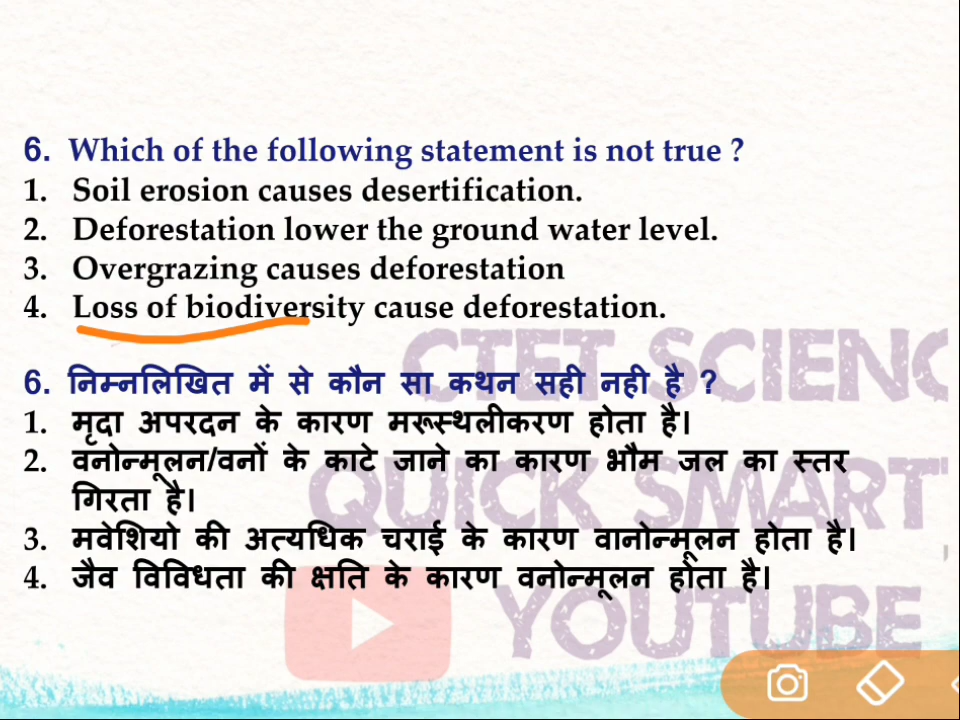 6. Which of the following statement is not true ?
1. Soil erosion causes desertification.
2. Deforestation lower the ground water level.
3. Overgrazing causes deforestation
4. Loss of biodiversity cause deforestation.
CTET SCIENC
6. निम्नलिखित में से कौन सा कथन सही नही है ?
1. मृदा अपरदन के कारण मरूस्थलीकरण होता है।
2. वनोन्मूलन/वनों के काटे जाने का कारण भौम जल का स्तर
गिरता है।
QUICK SMART
3. मवेशियो की अत्यधिक चराई के कारण वानोन्मूलन होता है।
4. जैव विविधता की क्षति के कारण वनोन्मूलन होता है।
YOUTUBE